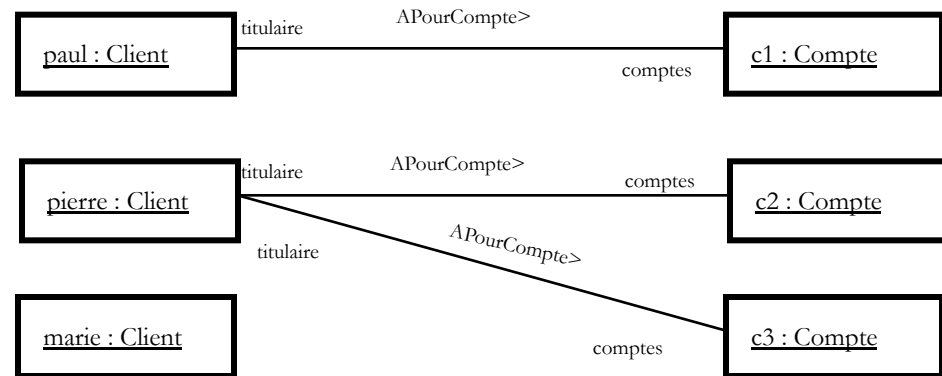 titulaire
APourCompte>
paul : Client
c1 : Compte
comptes
titulaire
APourCompte>
comptes
pierre : Client
c2 : Compte
APourCompte>
titulaire
marie : Client
comptes
c3 : Compte